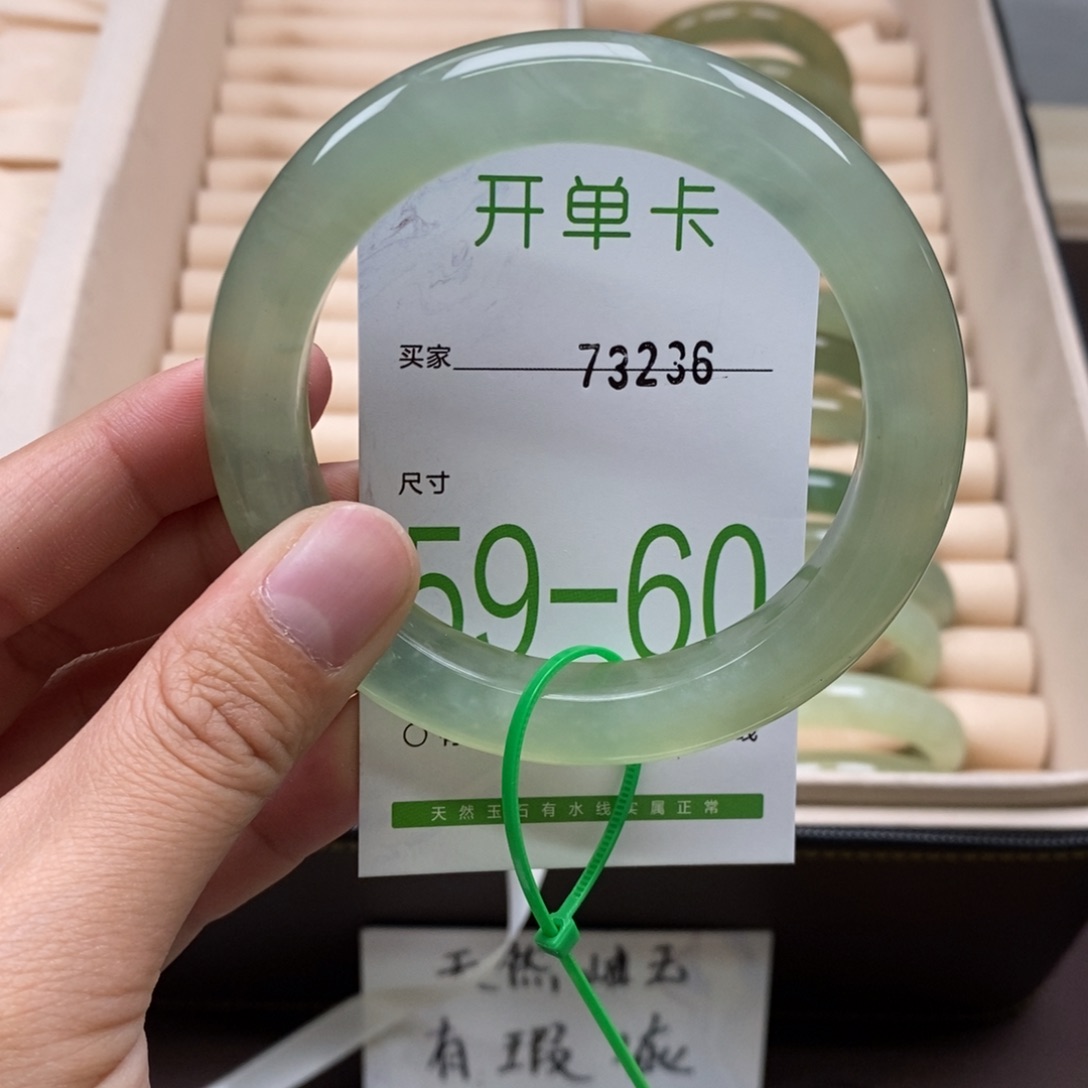 开单卡
买家 73236
尺寸
59-60
天然玉石有水线实属正常
天然岫玉
有瑕疵